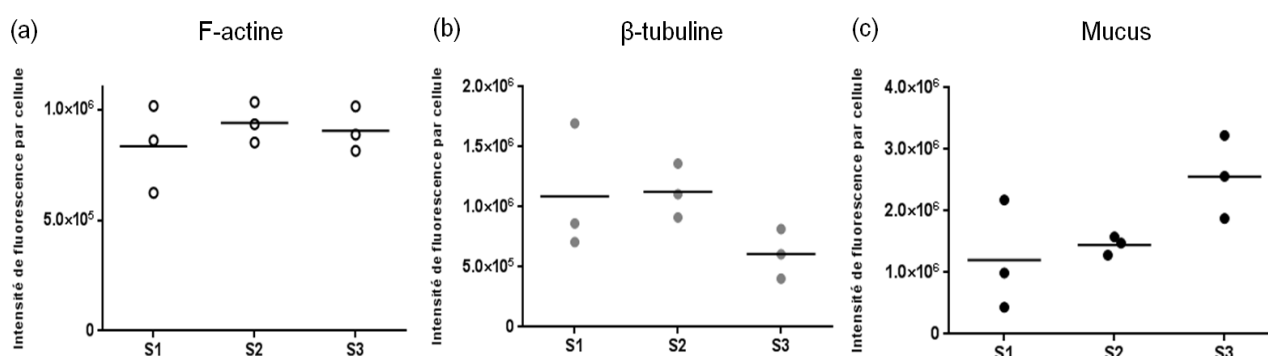 (a)
F-actine
Intensité de fluorescence par cellule
1.0×10⁶
5.0×10⁵
0
S1 S2 S3
(b)
β-tubuline
Intensité de fluorescence par cellule
2.0×10⁶
1.5×10⁶
1.0×10⁶
5.0×10⁵
0
S1 S2 S3
(c)
Mucus
Intensité de fluorescence par cellule
4.0×10⁶
3.0×10⁶
2.0×10⁶
1.0×10⁶
0
S1 S2 S3